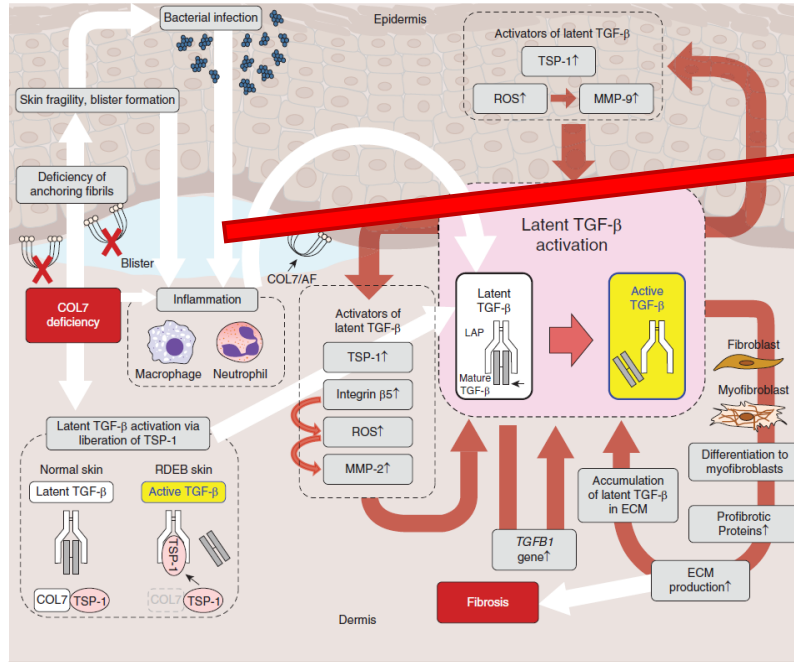 Bacterial infection
Epidermis
Activators of latent TGF-β
TSP-1↑
ROS↑
MMP-9↑
Skin fragility, blister formation
Deficiency of
anchoring fibrils
Blister
COL7/AF
Latent TGF-β
activation
COL7
deficiency
Inflammation
Macrophage
Neutrophil
Activators of
latent TGF-β
TSP-1↑
Integrin β5↑
ROS↑
MMP-2↑
Latent
TGF-β
LAP
Mature
TGF-β
Active
TGF-β
Fibroblast
Myofibroblast
Differentiation to
myofibroblasts
Profibrotic
Proteins↑
ECM
production↑
Accumulation
of latent TGF-β
in ECM
TGFB1
gene↑
Fibrosis
Latent TGF-β activation via
liberation of TSP-1
Normal skin
RDEB skin
Latent TGF-β
Active TGF-β
TSP-1
COL7
TSP-1
COL7
TSP-1
Dermis